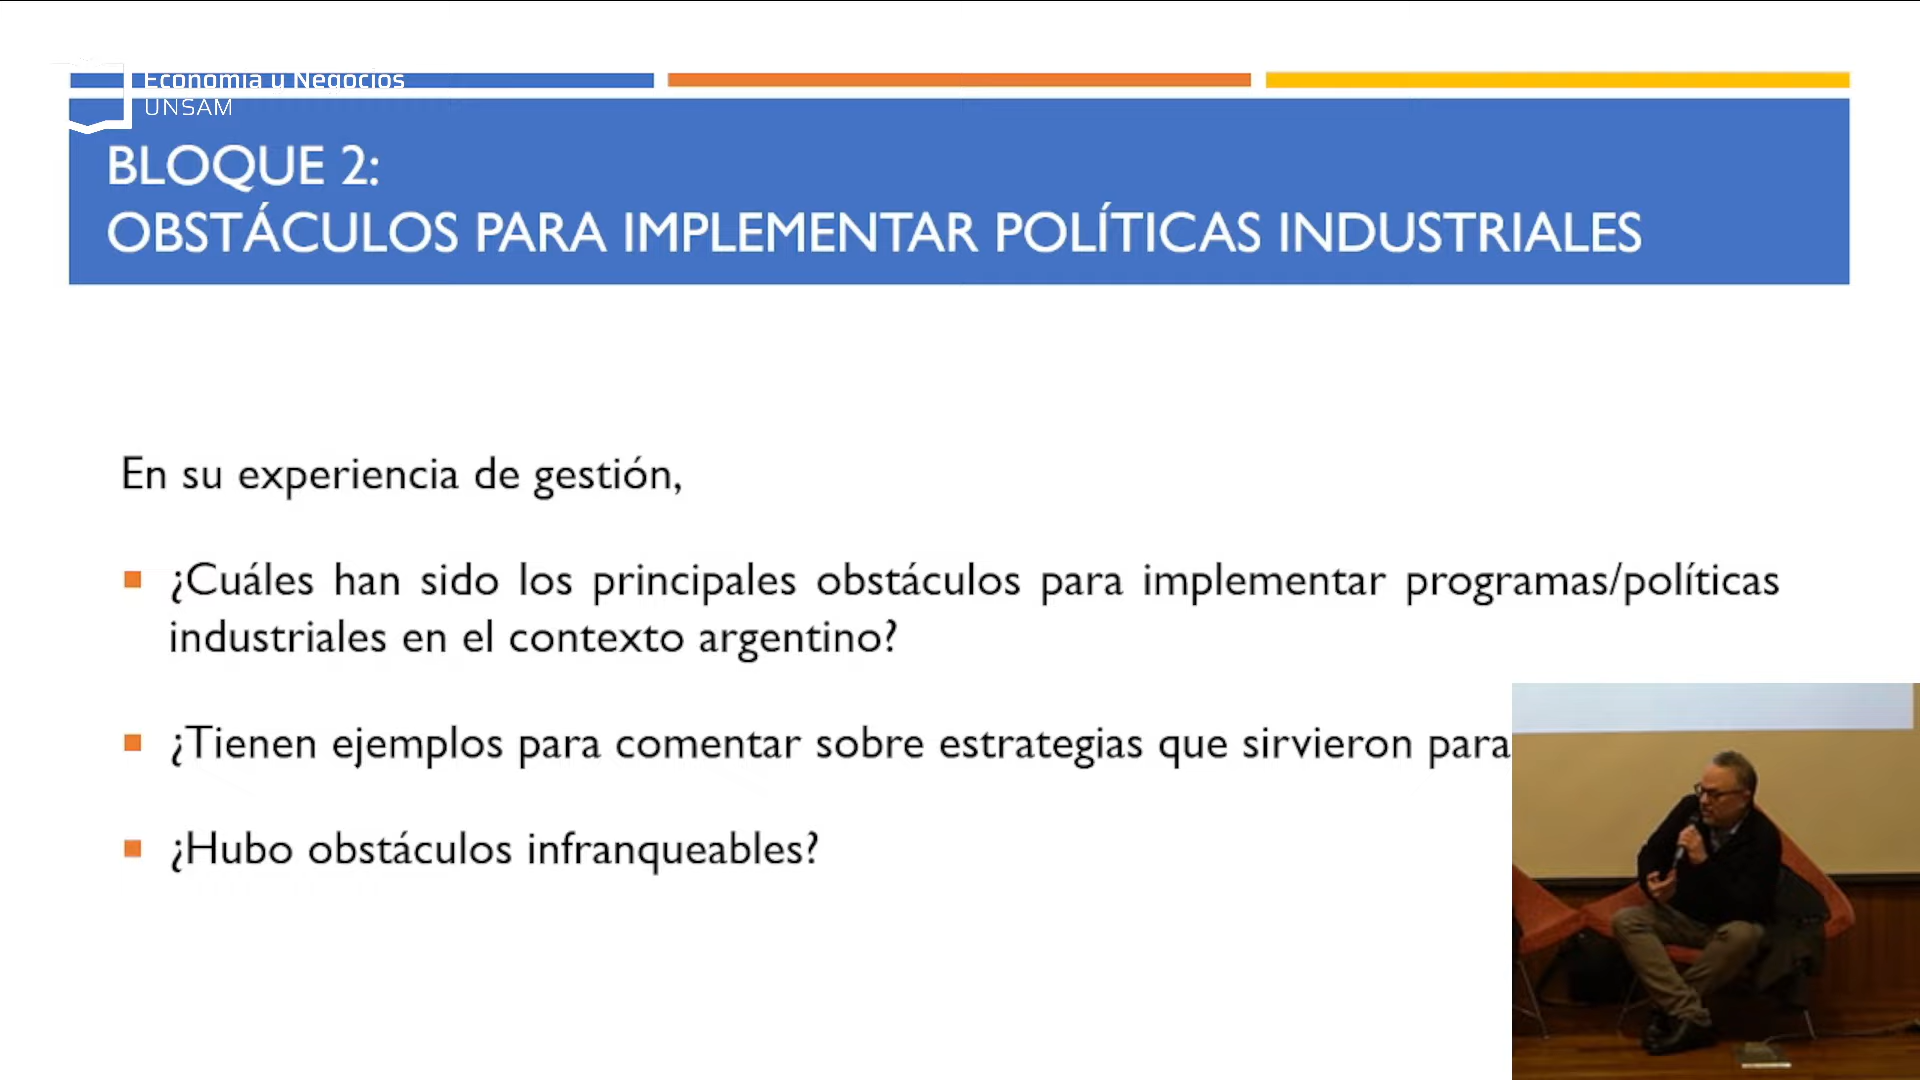 Economía y Negocios
UNSAM
BLOQUE 2:
OBSTÁCULOS PARA IMPLEMENTAR POLÍTICAS INDUSTRIALES
En su experiencia de gestión,
¿Cuáles han sido los principales obstáculos para implementar programas/políticas
industriales en el contexto argentino?
¿Tienen ejemplos para comentar sobre estrategias que sirvieron para
¿Hubo obstáculos infranqueables?